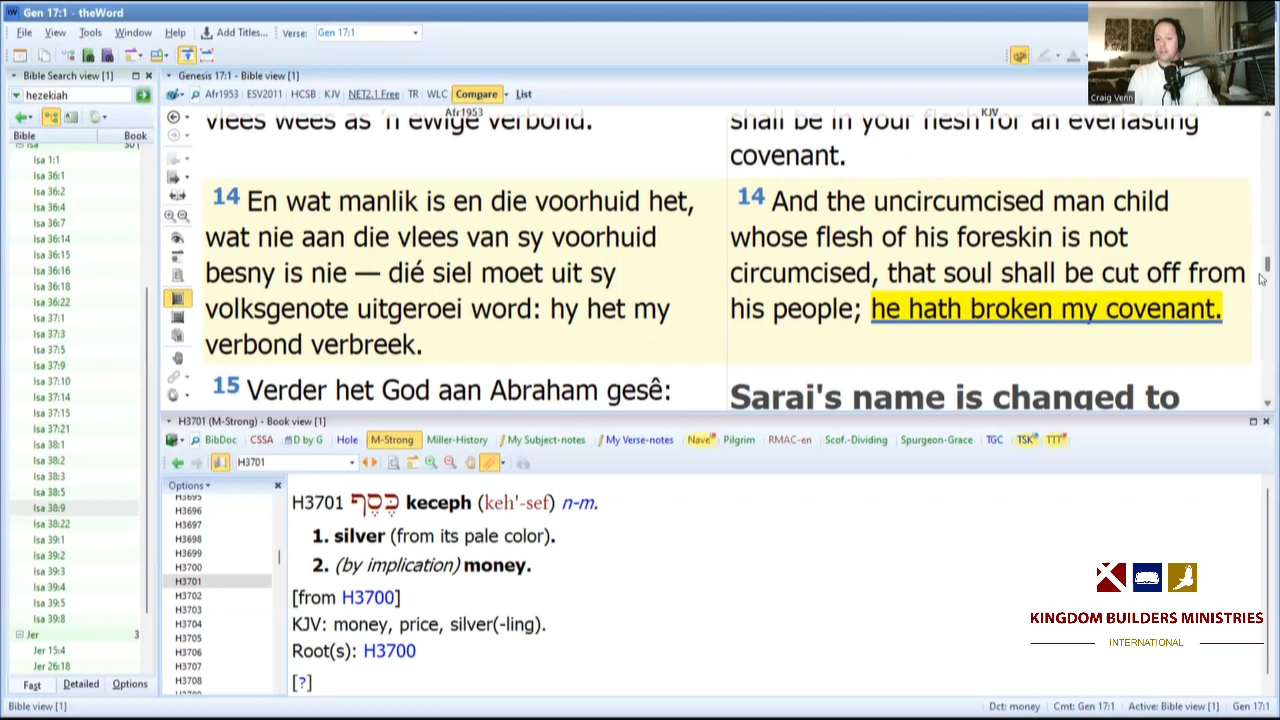 Gen 17:1 - theWord
File View Tools Window Help Add Titles... Verse: Gen 17:1
Bible Search view [1]
hezekiah
Bible Book
Isa 1:1
Isa 36:1
Isa 36:2
Isa 36:4
Isa 36:7
Isa 36:14
Isa 36:15
Isa 36:16
Isa 36:18
Isa 36:22
Isa 37:1
Isa 37:3
Isa 37:5
Isa 37:9
Isa 37:10
Isa 37:14
Isa 37:15
Isa 37:21
Isa 38:1
Isa 38:2
Isa 38:3
Isa 38:5
Isa 38:9
Isa 38:22
Isa 39:1
Isa 39:2
Isa 39:3
Isa 39:4
Isa 39:5
Isa 39:8
Jer 3
Jer 15:4
Jer 26:18
Fast Detailed Options
Genesis 17:1 - Bible view [1]
Afr1953 ESV2011 HCSB KJV NET2.1 Free TR WLC Compare List
Afr1953
vlees wees as 'n ewige verbond.
14 En wat manlik is en die voorhuid het,
wat nie aan die vlees van sy voorhuid
besny is nie — dié siel moet uit sy
volksgenote uitgeroei word: hy het my
verbond verbreek.
15 Verder het God aan Abraham gesê:
KJV
shall be in your flesh for an everlasting
covenant.
14 And the uncircumcised man child
whose flesh of his foreskin is not
circumcised, that soul shall be cut off from
his people; he hath broken my covenant.
Sarai's name is changed to
Craig Venn
H3701 (M-Strong) - Book view [1]
BibDoc CSSA D by G Hole M-Strong Miller-History My Subject-notes My Verse-notes Nave Pilgrim RMAC-en Scof.-Dividing Spurgeon-Grace TGC TSK TTT
H3701
Options
H3695
H3696
H3697
H3698
H3699
H3700
H3701
H3702
H3703
H3704
H3705
H3706
H3707
H3708
H3701 כֶּסֶף keceph (keh'-sef) n-m.
1. silver (from its pale color).
2. (by implication) money.
[from H3700]
KJV: money, price, silver(-ling).
Root(s): H3700
[?]
KINGDOM BUILDERS MINISTRIES
INTERNATIONAL
Bible view [1] Dct: money Cmt: Gen 17:1 Active: Bible view [1] Gen 17:1